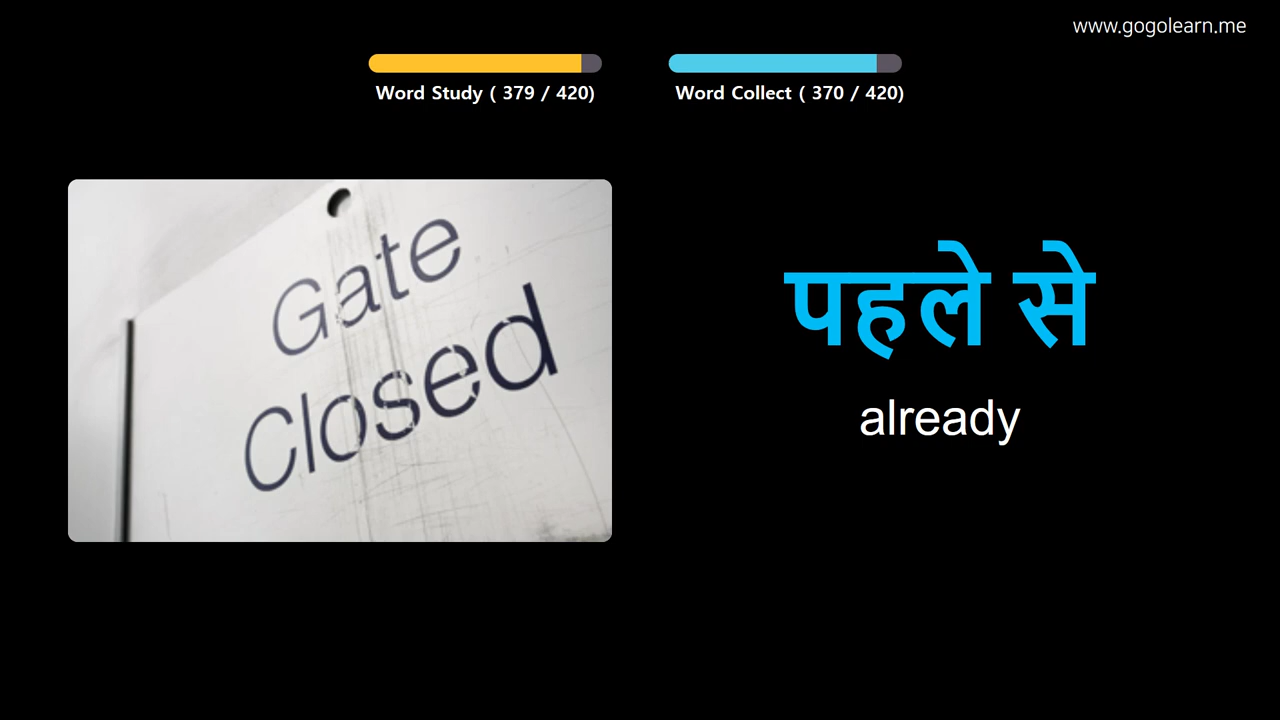 www.gogolearn.me
Word Study ( 379 / 420)
Word Collect ( 370 / 420)
Gate
Closed
पहले से
already